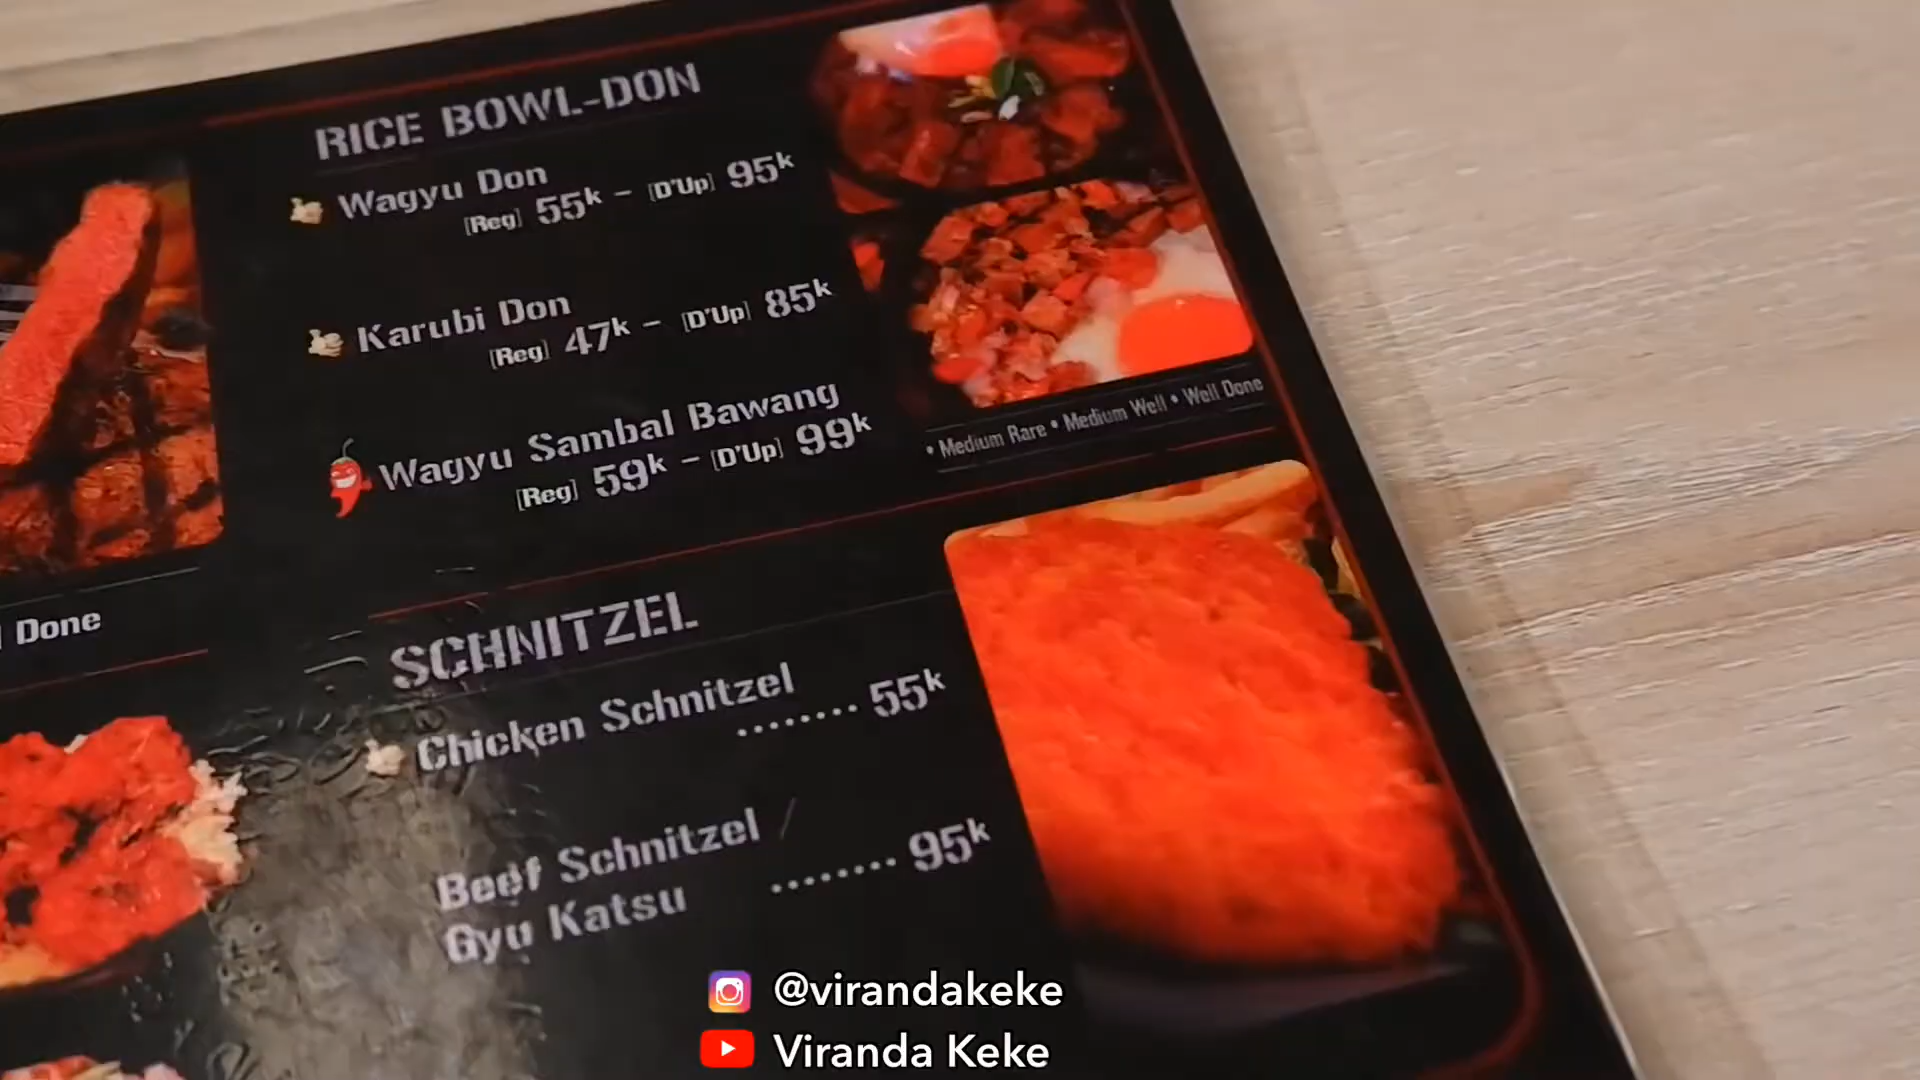 RICE BOWL-DON
Wagyu Don
[Reg] 55k - [D'Up] 95k
Karubi Don
[Reg] 47k - [D'Up] 85k
Wagyu Sambal Bawang
[Reg] 59k - [D'Up] 99k
• Medium Rare • Medium Well • Well Done
Done
SCHNITZEL
Chicken Schnitzel
........ 55k
Beef Schnitzel /
Gyu Katsu ........ 95k
@virandakeke
Viranda Keke